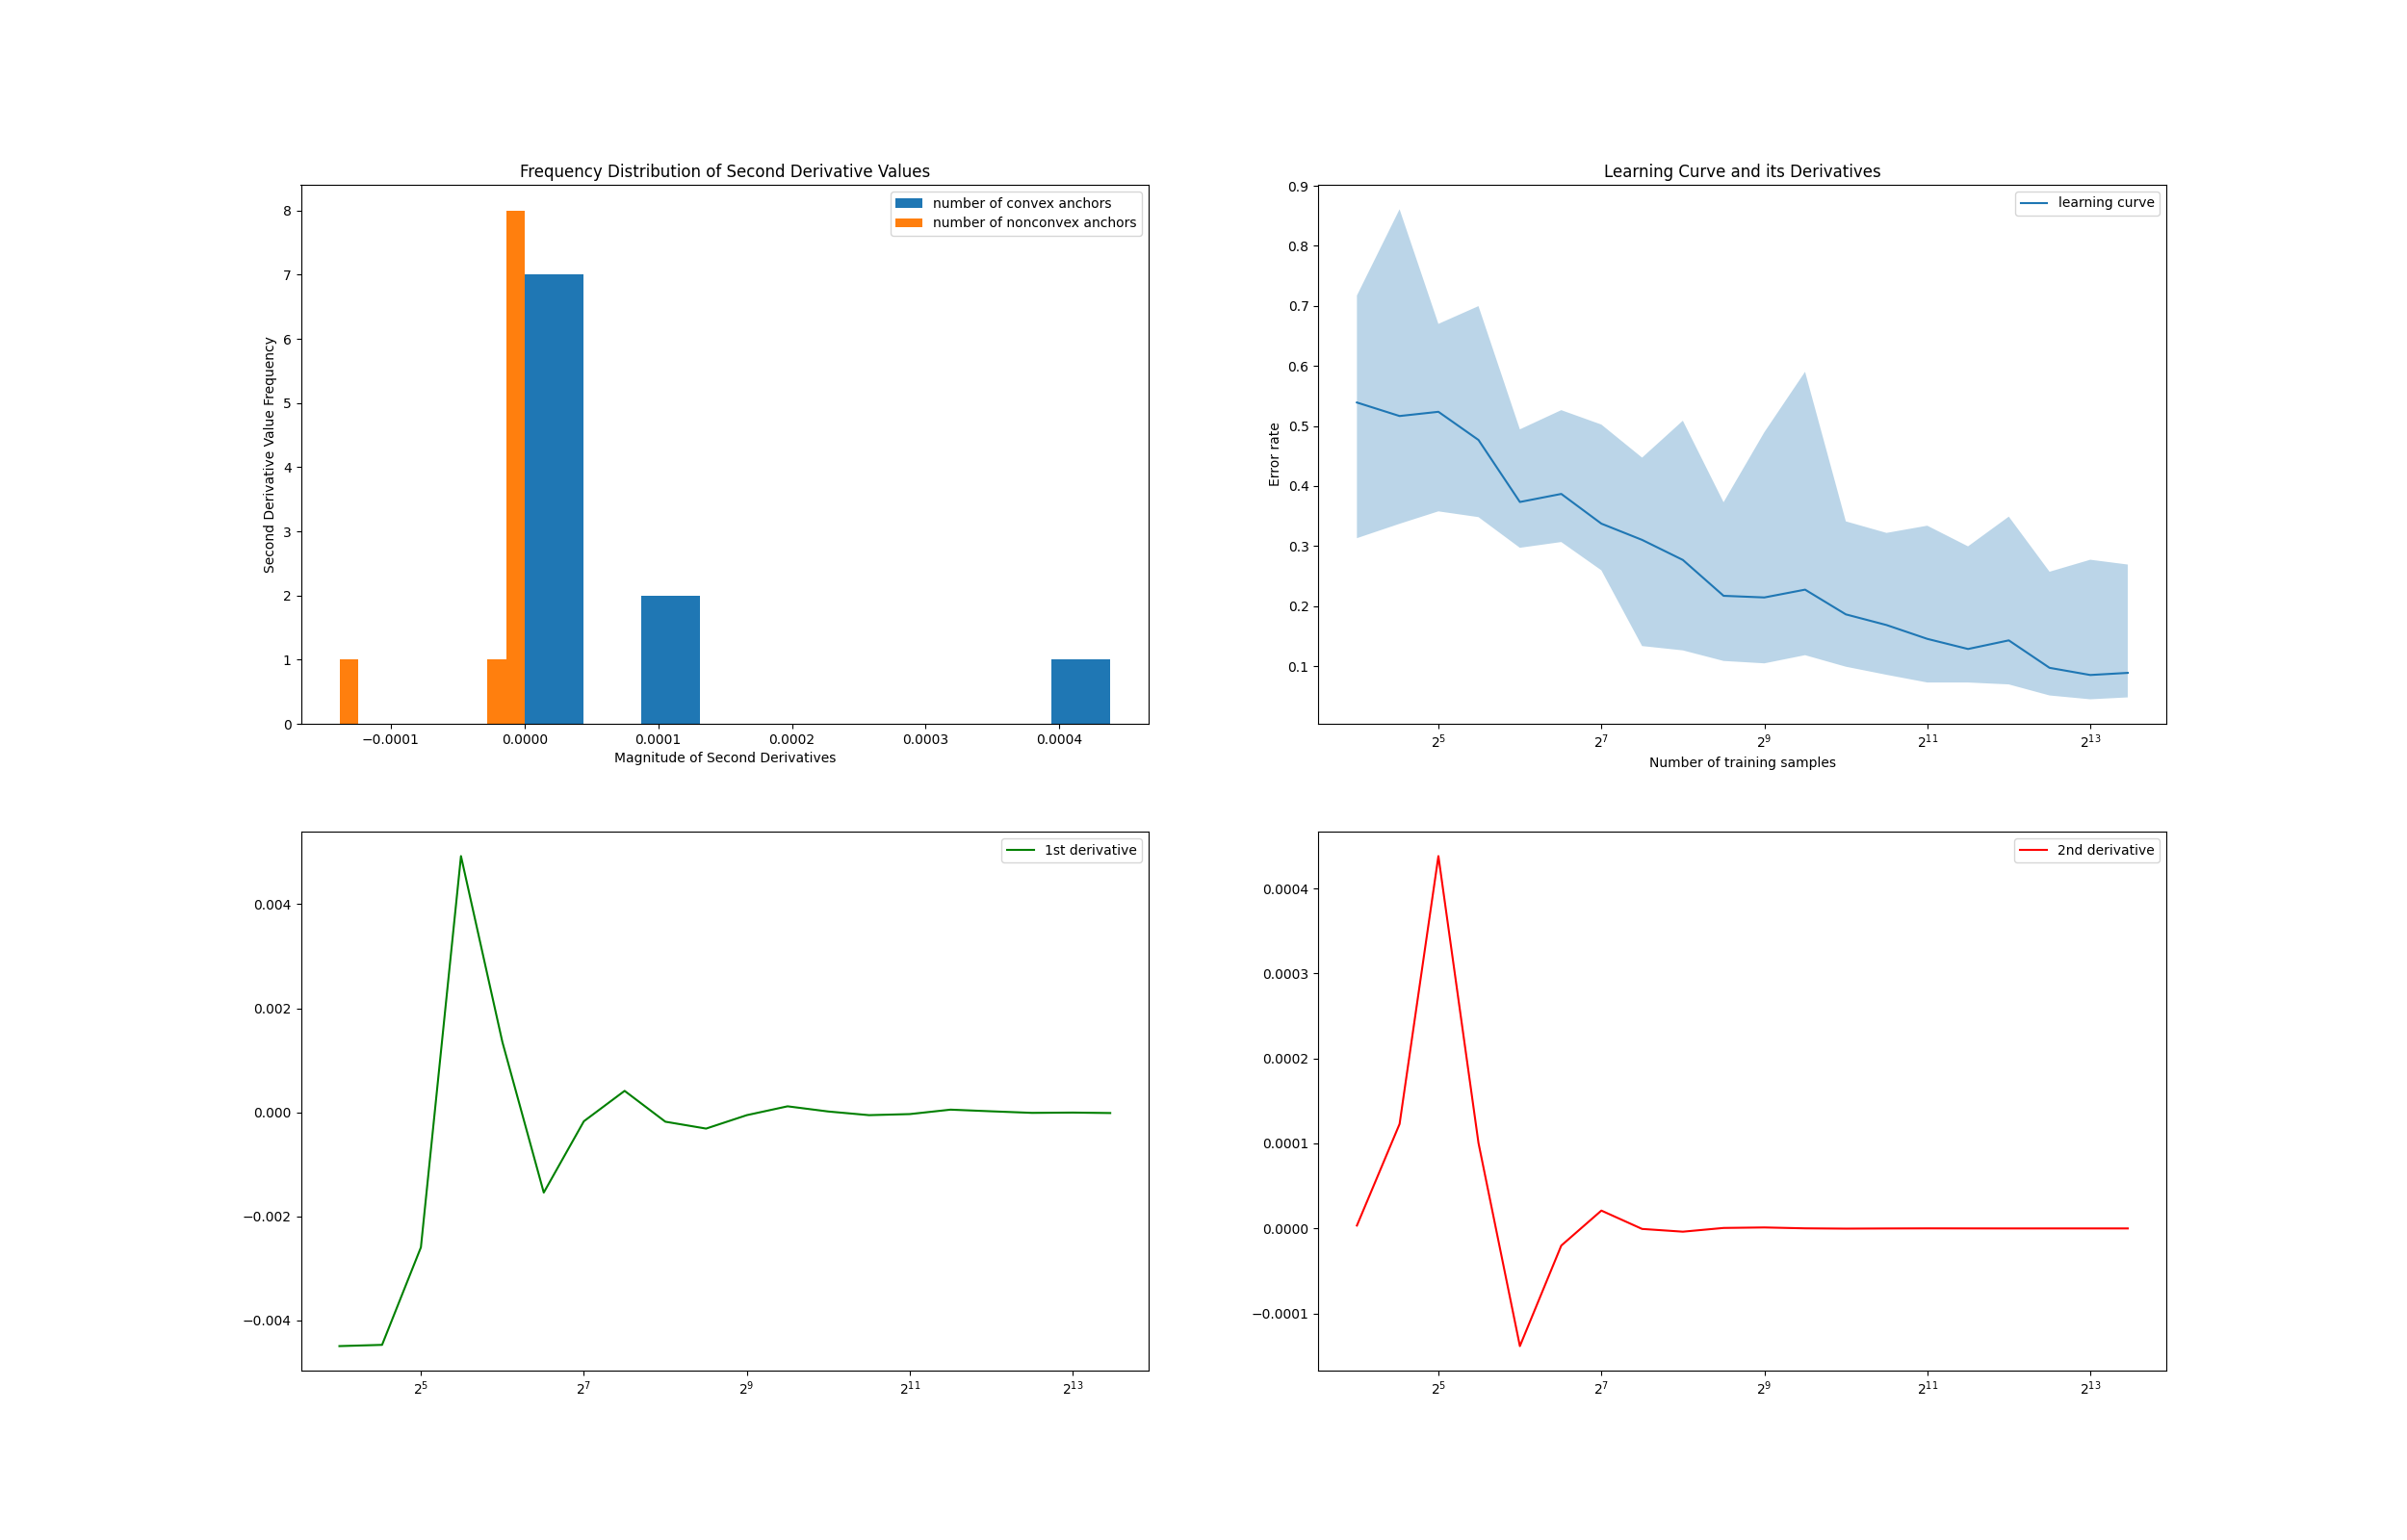 Frequency Distribution of Second Derivative Values
number of convex anchors
number of nonconvex anchors
8
7
6
5
4
3
2
1
0
Second Derivative Value Frequency
−0.0001 0.0000 0.0001 0.0002 0.0003 0.0004
Magnitude of Second Derivatives
Learning Curve and its Derivatives
learning curve
0.9
0.8
0.7
0.6
0.5
0.4
0.3
0.2
0.1
Error rate
2^5 2^7 2^9 2^11 2^13
Number of training samples
1st derivative
0.004
0.002
0.000
−0.002
−0.004
2^5 2^7 2^9 2^11 2^13
2nd derivative
0.0004
0.0003
0.0002
0.0001
0.0000
−0.0001
2^5 2^7 2^9 2^11 2^13